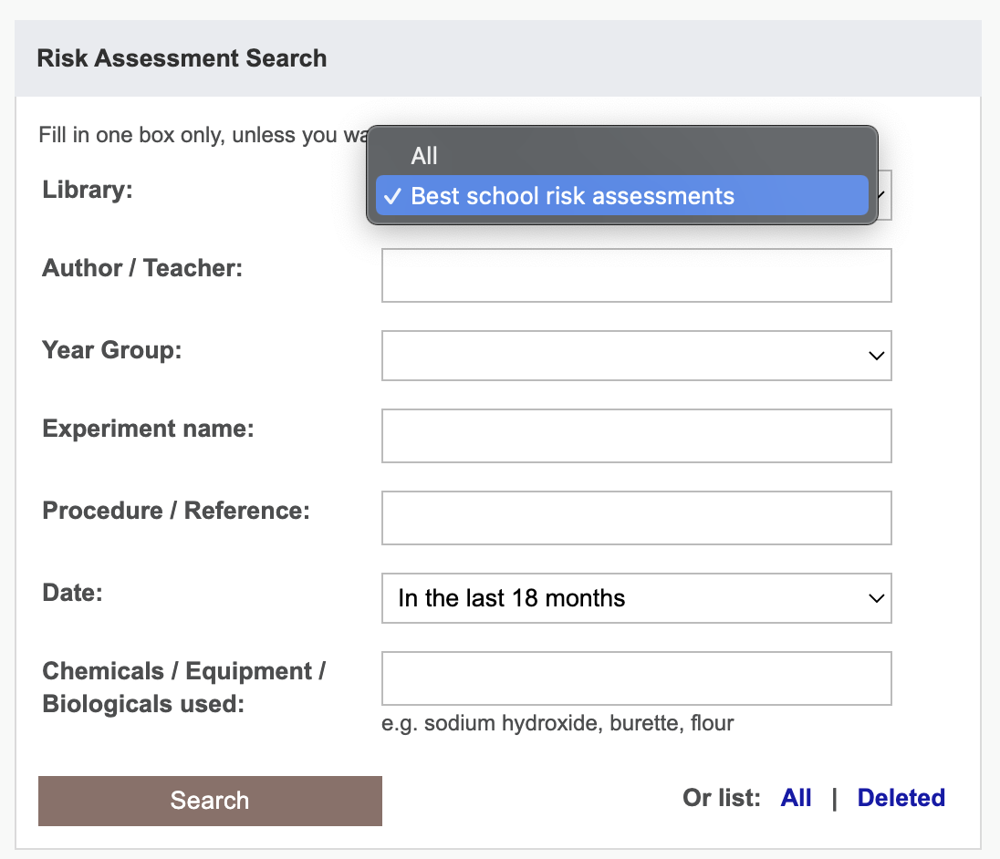 Risk Assessment Search
Fill in one box only, unless you
All
Library:
✓ Best school risk assessments
Author / Teacher:
Year Group:
Experiment name:
Procedure / Reference:
Date:
In the last 18 months
Chemicals / Equipment /
Biologicals used:
e.g. sodium hydroxide, burette, flour
Search
Or list: All | Deleted